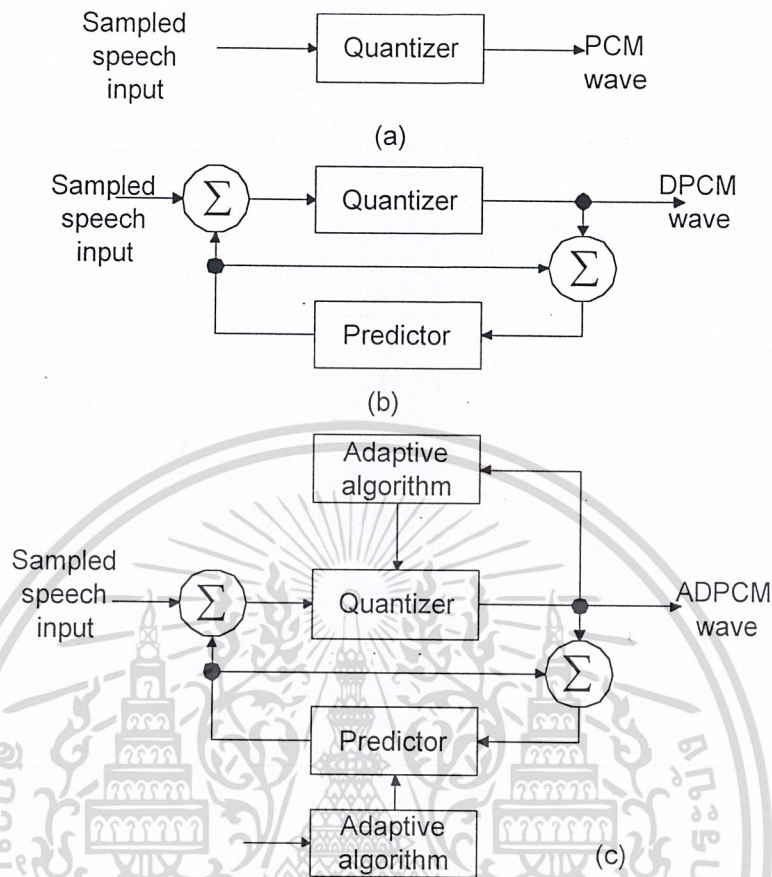 Sampled
speech
input
Quantizer
PCM
wave
(a)
Sampled
speech
input
Σ
Quantizer
DPCM
wave
Σ
Predictor
(b)
Adaptive
algorithm
Sampled
speech
input
Σ
Quantizer
ADPCM
wave
Σ
Predictor
Adaptive
algorithm
(c)